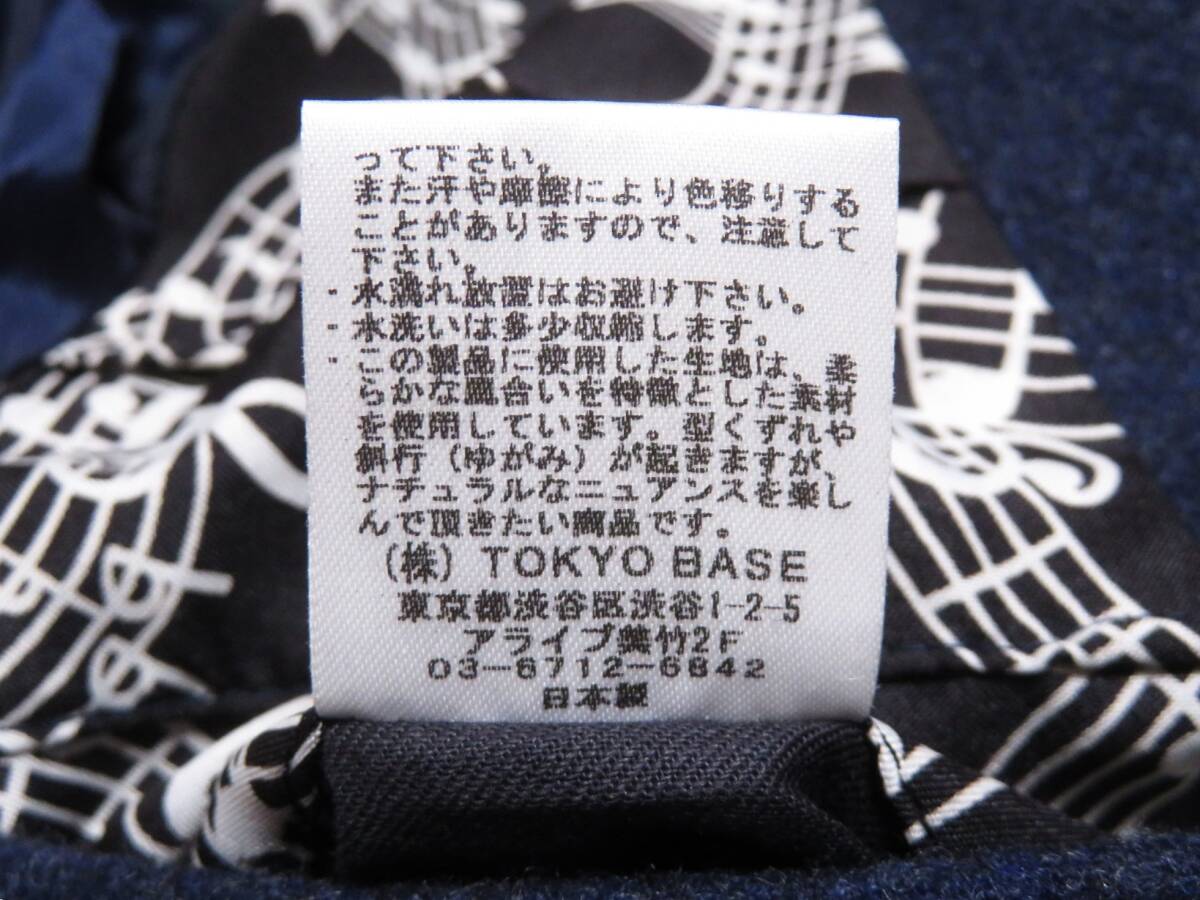 って下さい。
また汗や摩擦により色移りする
ことがありますので、注意して
下さい。
・水濡れ放置はお避け下さい。
・水洗いは多少収縮します。
・この製品に使用した生地は、柔
らかな風合いを特徴とした素材
を使用しています。型くずれや
斜行（ゆがみ）が起きますが、
ナチュラルなニュアンスを楽し
んで頂きたい商品です。
（株）TOKYO BASE
東京都渋谷区渋谷1-2-5
アライブ美竹2F
03-6712-6842
日本製